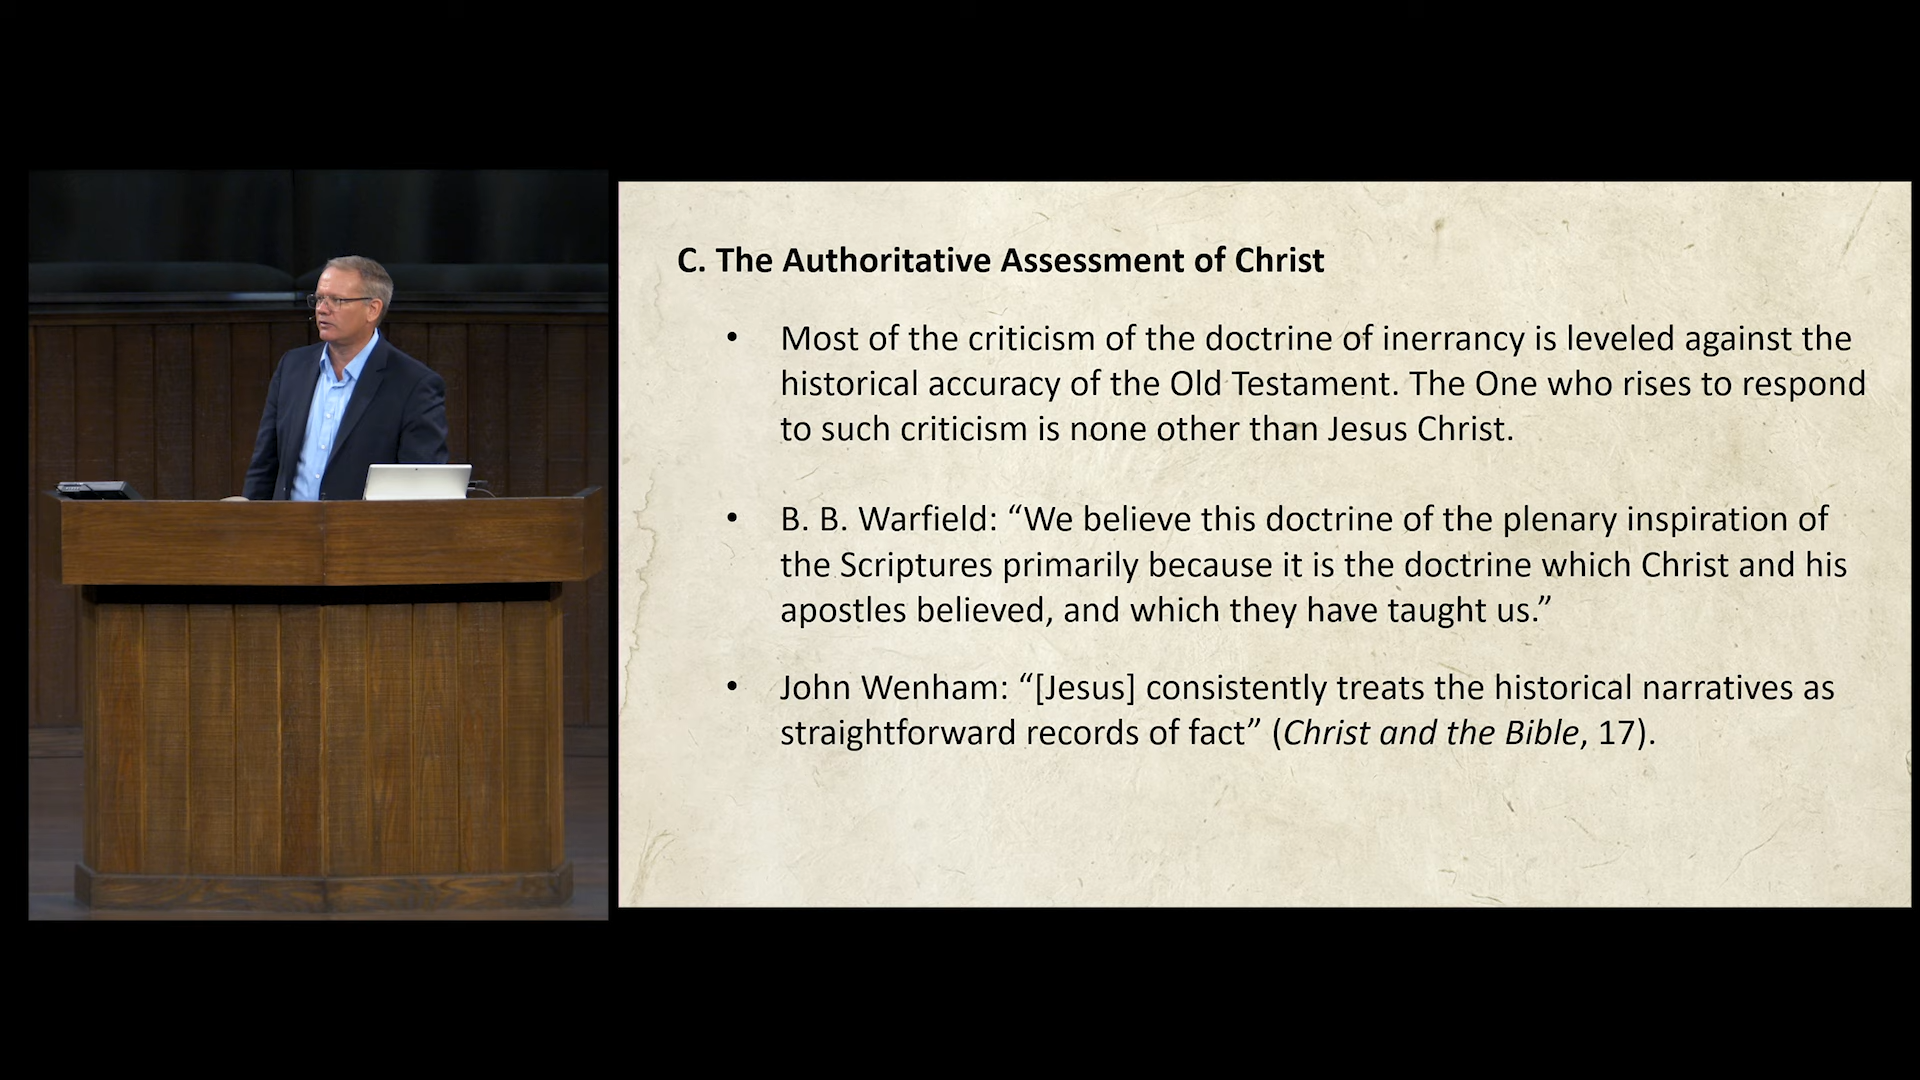 C. The Authoritative Assessment of Christ
• Most of the criticism of the doctrine of inerrancy is leveled against the
historical accuracy of the Old Testament. The One who rises to respond
to such criticism is none other than Jesus Christ.
• B. B. Warfield: “We believe this doctrine of the plenary inspiration of
the Scriptures primarily because it is the doctrine which Christ and his
apostles believed, and which they have taught us.”
• John Wenham: “[Jesus] consistently treats the historical narratives as
straightforward records of fact” (Christ and the Bible, 17).